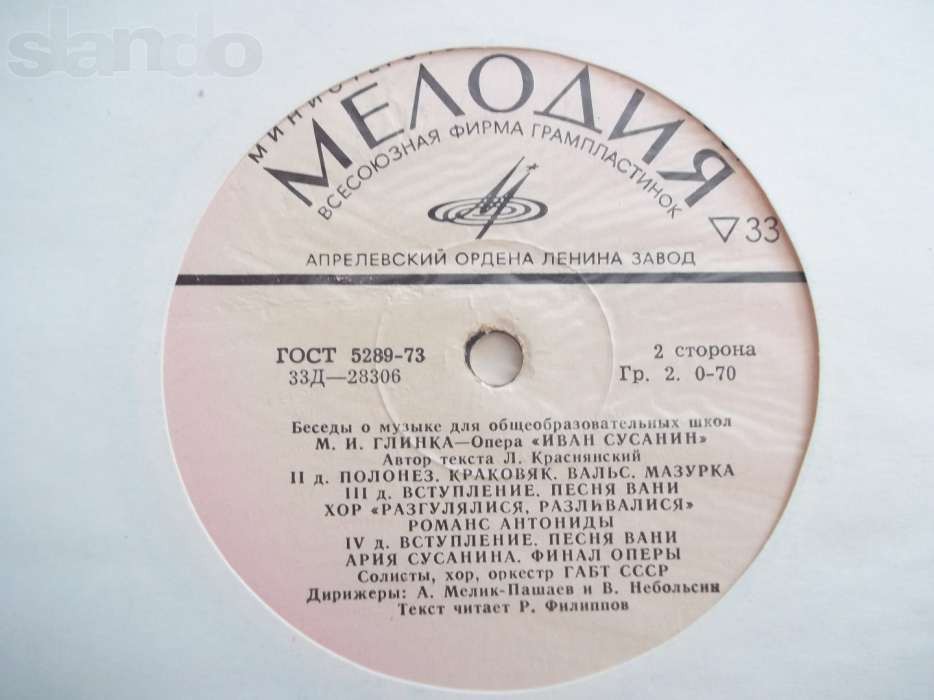 slando
МЕЛОДИЯ
ВСЕСОЮЗНАЯ ФИРМА ГРАМПЛАСТИНОК
▽33
АПРЕЛЕВСКИЙ ОРДЕНА ЛЕНИНА ЗАВОД
ГОСТ 5289-73
33Д—28306
2 сторона
Гр. 2. 0-70
Беседы о музыке для общеобразовательных школ
М. И. ГЛИНКА—Опера «ИВАН СУСАНИН»
Автор текста Л. Краснянский
II д. ПОЛОНЕЗ. КРАКОВЯК. ВАЛЬС. МАЗУРКА
III д. ВСТУПЛЕНИЕ. ПЕСНЯ ВАНИ
ХОР «РАЗГУЛЯЛИСЯ, РАЗЛИВАЛИСЯ»
РОМАНС АНТОНИДЫ
IV д. ВСТУПЛЕНИЕ. ПЕСНЯ ВАНИ
АРИЯ СУСАНИНА. ФИНАЛ ОПЕРЫ
Солисты, хор, оркестр ГАБТ СССР
Дирижеры: А. Мелик-Пашаев и В. Небольсин
Текст читает Р. Филиппов